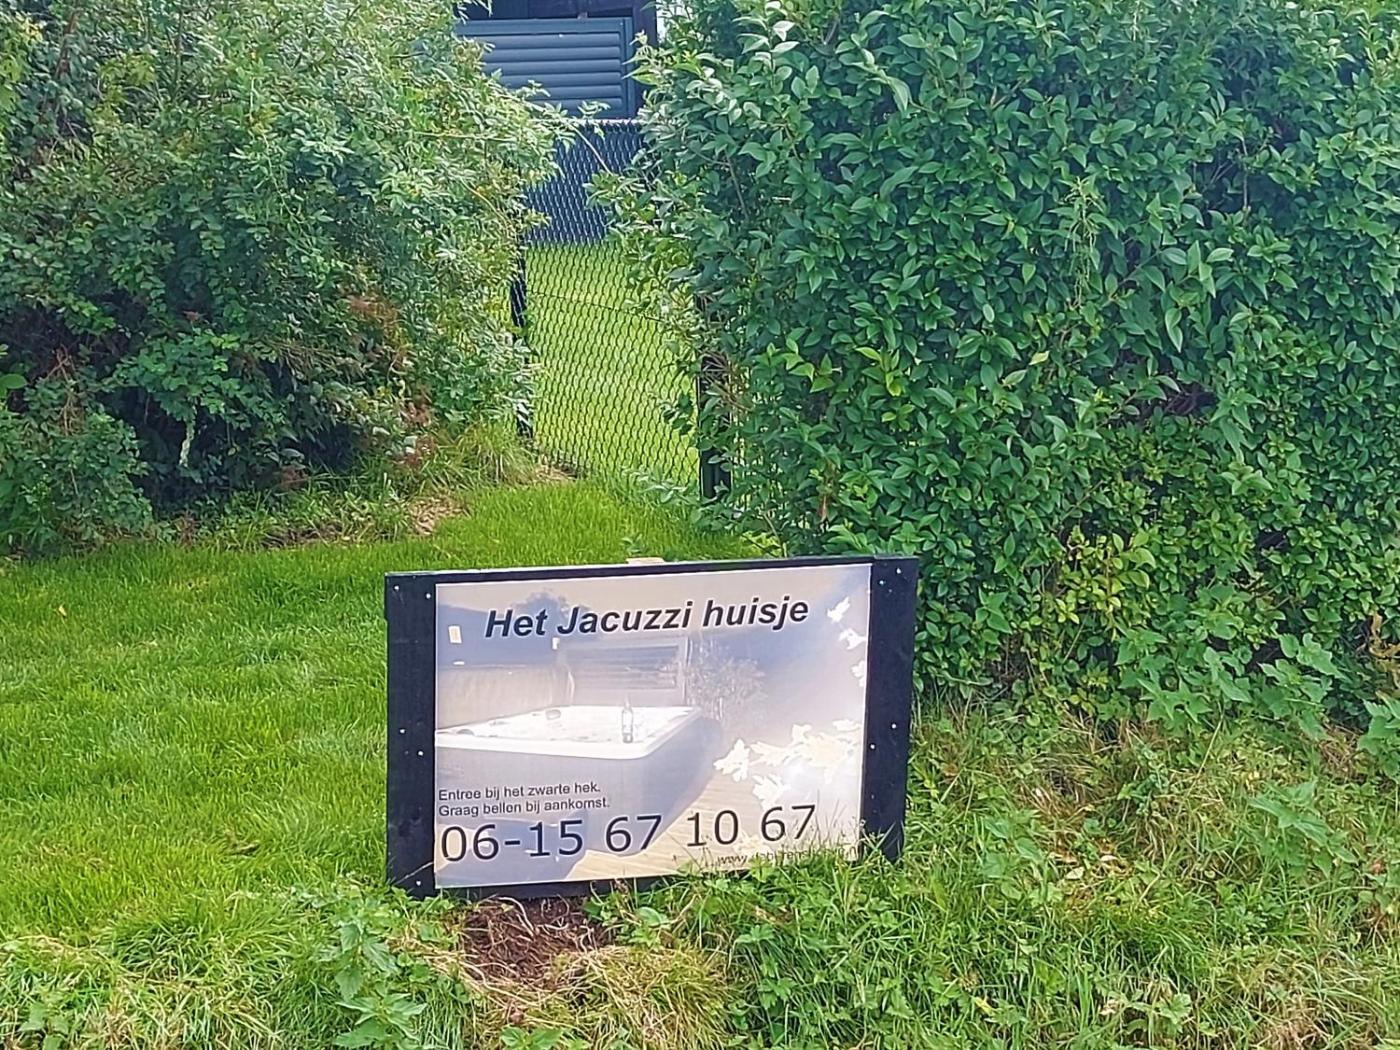 Het Jacuzzi huisje
Entree bij het zwarte hek.
Graag bellen bij aankomst.
06-15 67 10 67